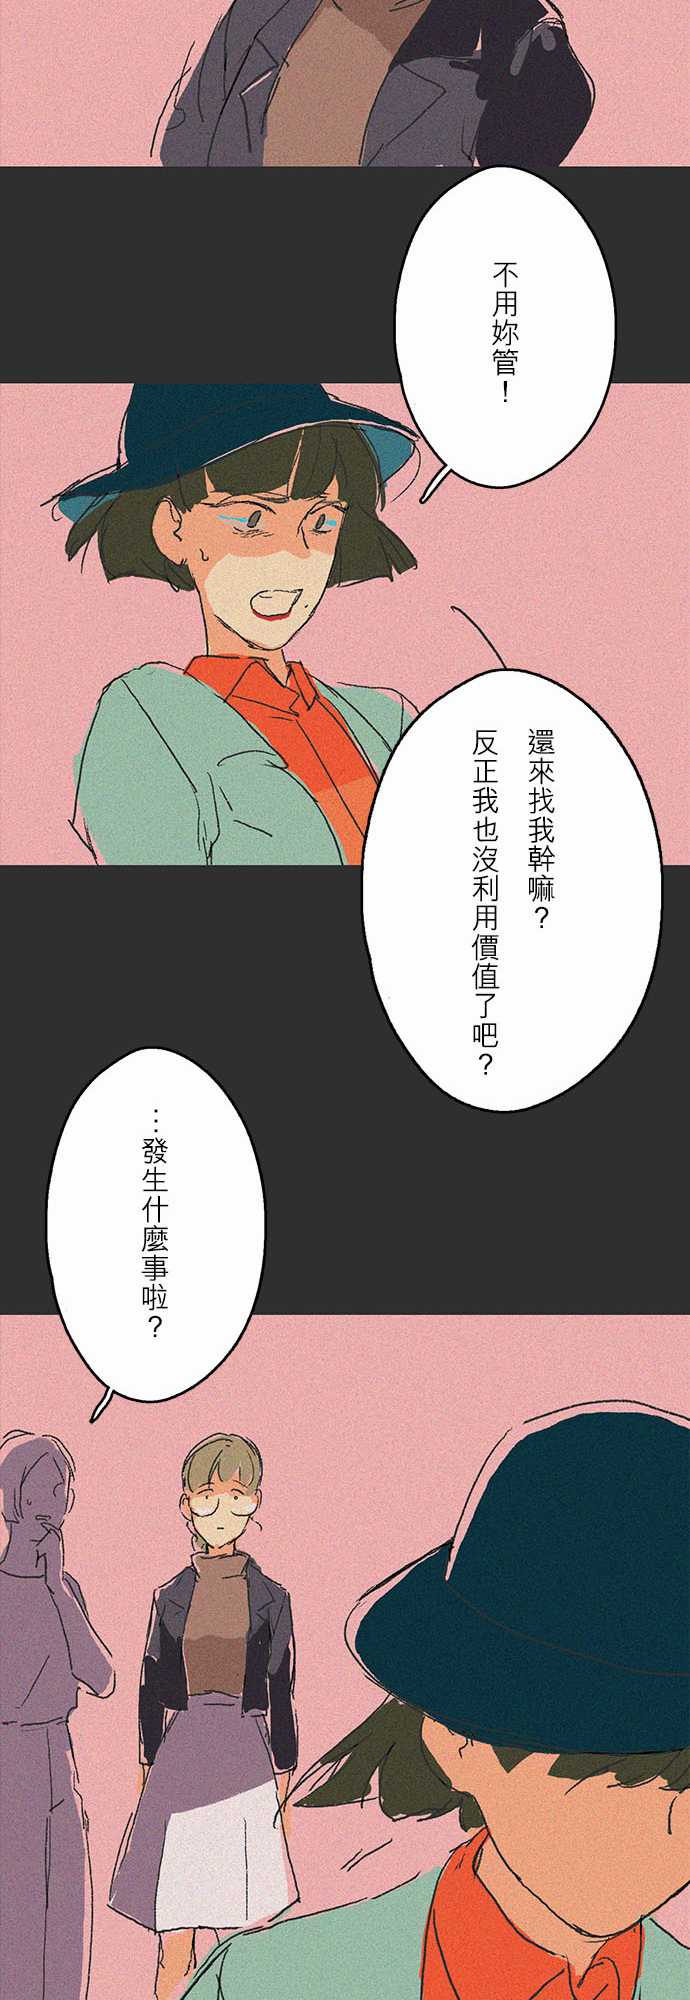 不用妳管！
還來找我幹嘛？
反正我也沒利用價值了吧？
…發生什麼事啦？